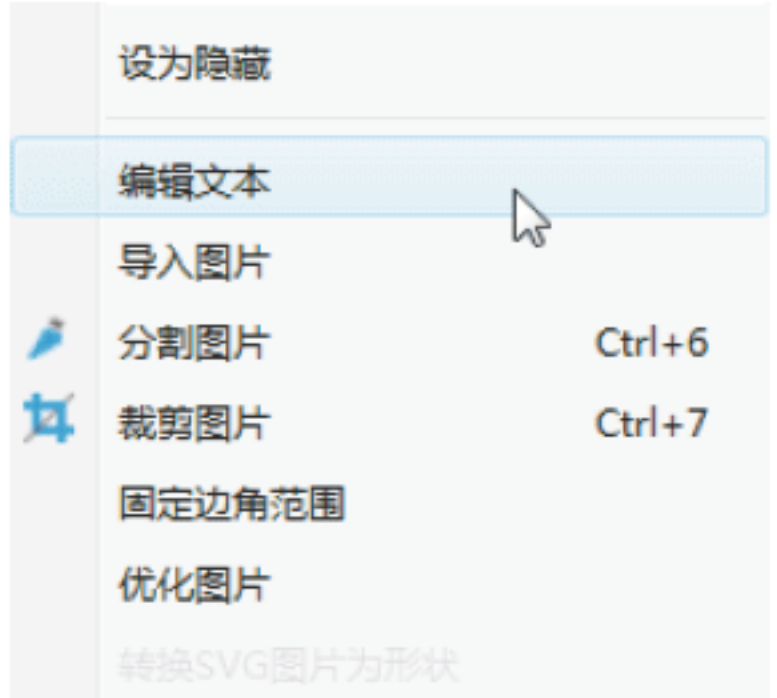 设为隐藏
编辑文本
导入图片
分割图片 Ctrl+6
裁剪图片 Ctrl+7
固定边角范围
优化图片
转换SVG图片为形状